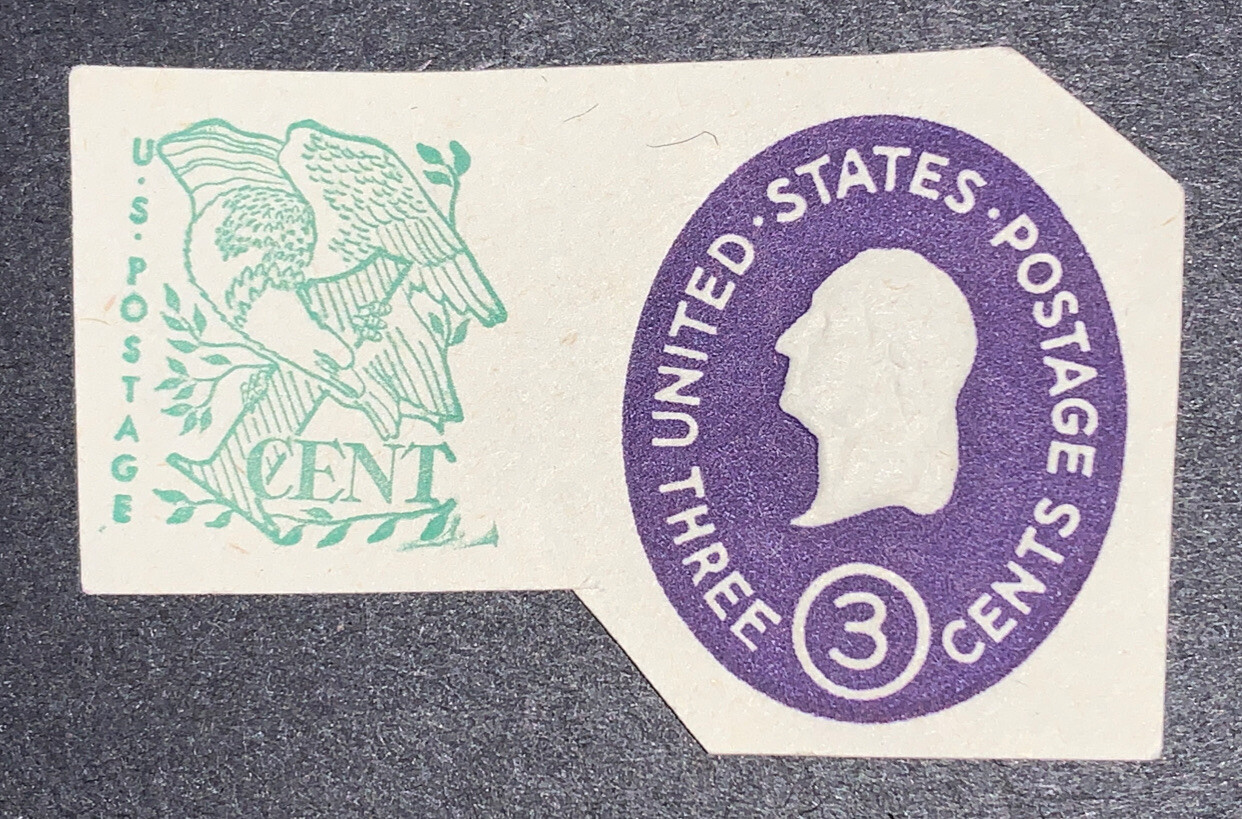 U.S. POSTAGE
CENT
UNITED · STATES · POSTAGE
THREE 3 CENTS